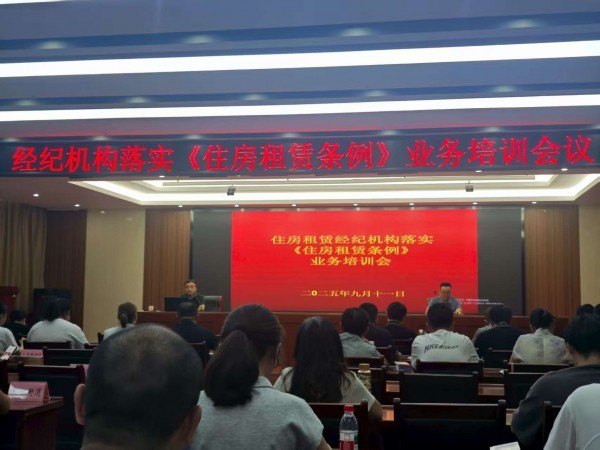 经纪机构落实《住房租赁条例》业务培训会议
住房租赁经纪机构落实
《住房租赁条例》
业务培训会
二〇二五年九月十一日